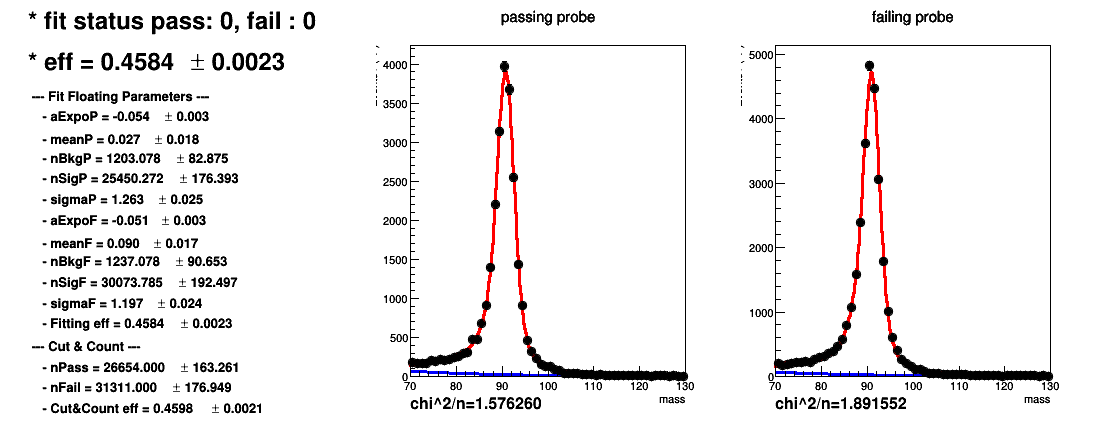 * fit status pass: 0, fail : 0
* eff = 0.4584 ± 0.0023
--- Fit Floating Parameters ---
- aExpoP = -0.054 ± 0.003
- meanP = 0.027 ± 0.018
- nBkgP = 1203.078 ± 82.875
- nSigP = 25450.272 ± 176.393
- sigmaP = 1.263 ± 0.025
- aExpoF = -0.051 ± 0.003
- meanF = 0.090 ± 0.017
- nBkgF = 1237.078 ± 90.653
- nSigF = 30073.785 ± 192.497
- sigmaF = 1.197 ± 0.024
- Fitting eff = 0.4584 ± 0.0023
--- Cut & Count ---
- nPass = 26654.000 ± 163.261
- nFail = 31311.000 ± 176.949
- Cut&Count eff = 0.4598 ± 0.0021
passing probe
4000
3500
3000
2500
2000
1500
1000
500
0
70 80 90 100 110 120 130
mass
chi^2/n=1.576260
failing probe
5000
4000
3000
2000
1000
0
70 80 90 100 110 120 130
mass
chi^2/n=1.891552